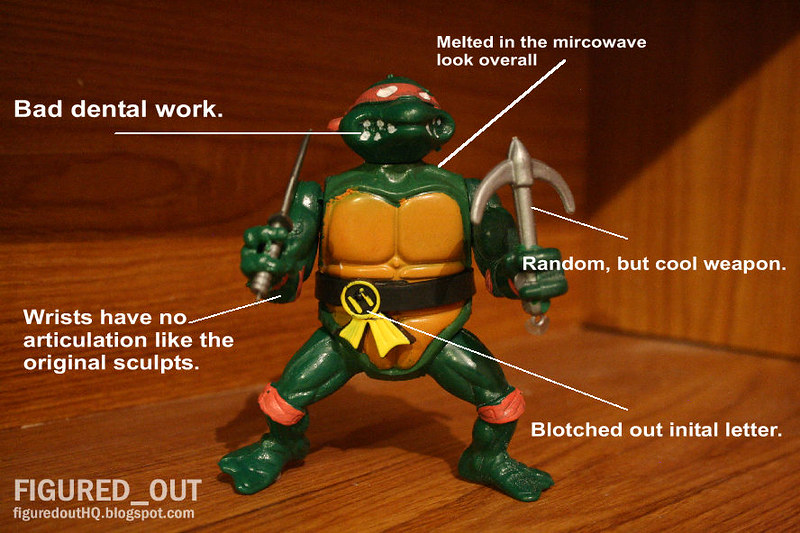 Melted in the mircowave
look overall
Bad dental work.
Random, but cool weapon.
Wrists have no
articulation like the
original sculpts.
Blotched out inital letter.
FIGURED_OUT
figuredoutHQ.blogspot.com